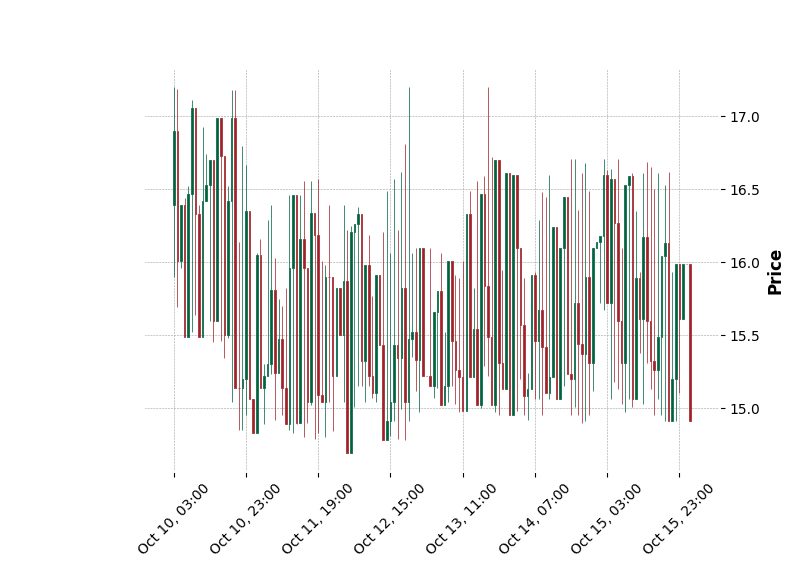 17.0
16.5
16.0
15.5
15.0
Price
Oct 10, 03:00
Oct 10, 23:00
Oct 11, 19:00
Oct 12, 15:00
Oct 13, 11:00
Oct 14, 07:00
Oct 15, 03:00
Oct 15, 23:00